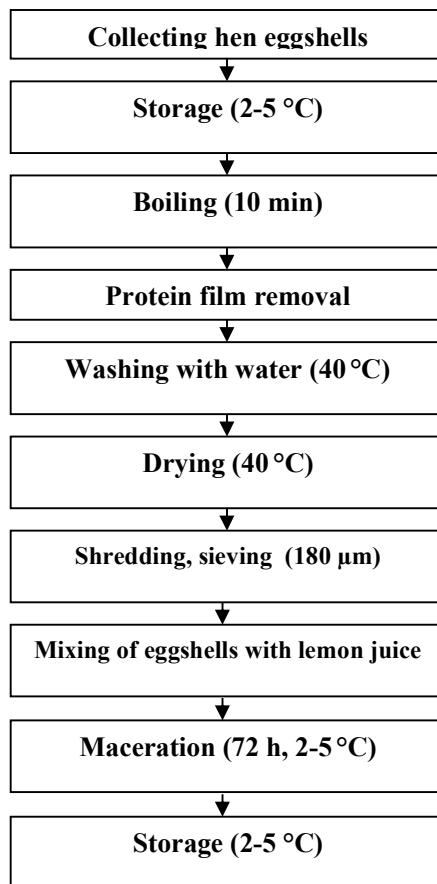 Collecting hen eggshells
Storage (2-5 °C)
Boiling (10 min)
Protein film removal
Washing with water (40 °C)
Drying (40 °C)
Shredding, sieving (180 µm)
Mixing of eggshells with lemon juice
Maceration (72 h, 2-5 °C)
Storage (2-5 °C)